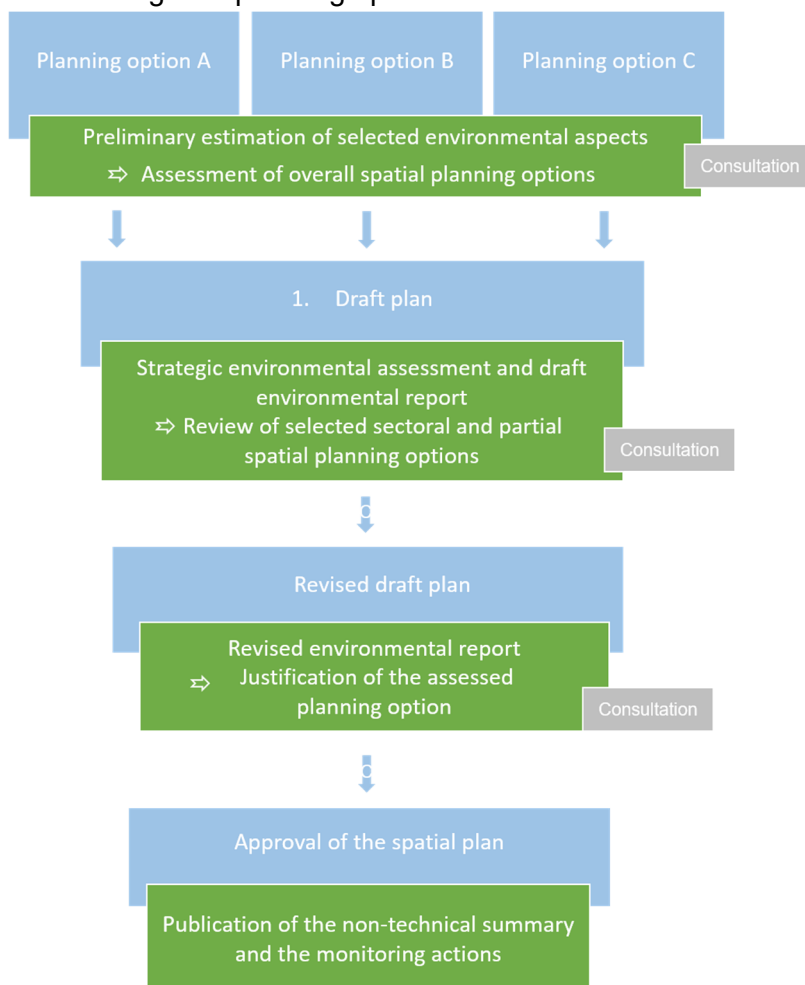 Planning option A
Planning option B
Planning option C
Preliminary estimation of selected environmental aspects
⇨ Assessment of overall spatial planning options
Consultation
1. Draft plan
Strategic environmental assessment and draft
environmental report
⇨ Review of selected sectoral and partial
spatial planning options
Consultation
Revised draft plan
Revised environmental report
⇨ Justification of the assessed
planning option
Consultation
Approval of the spatial plan
Publication of the non-technical summary
and the monitoring actions